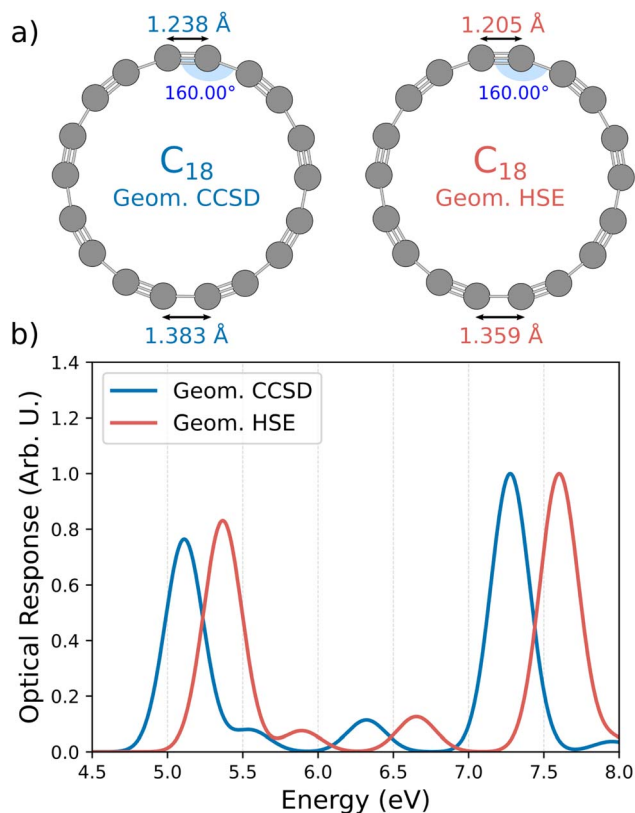 a)
1.238 Å
1.205 Å
160.00°
160.00°
C18
Geom. CCSD
C18
Geom. HSE
1.383 Å
1.359 Å
b)
Geom. CCSD
Geom. HSE
Optical Response (Arb. U.)
1.4
1.2
1.0
0.8
0.6
0.4
0.2
0.0
4.5 5.0 5.5 6.0 6.5 7.0 7.5 8.0
Energy (eV)